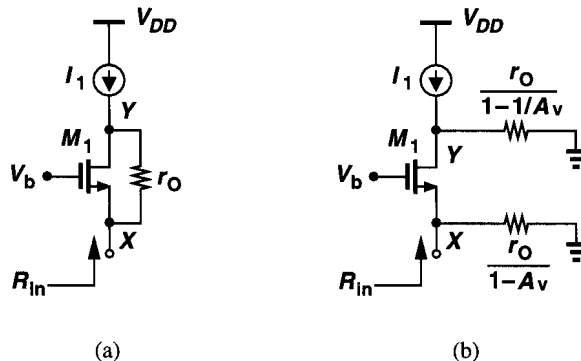 V_DD
I_1
Y
M_1
V_b
r_O
X
R_in
(a)
V_DD
I_1
r_O
1−1/A_v
M_1
Y
V_b
X
r_O
1−A_v
R_in
(b)